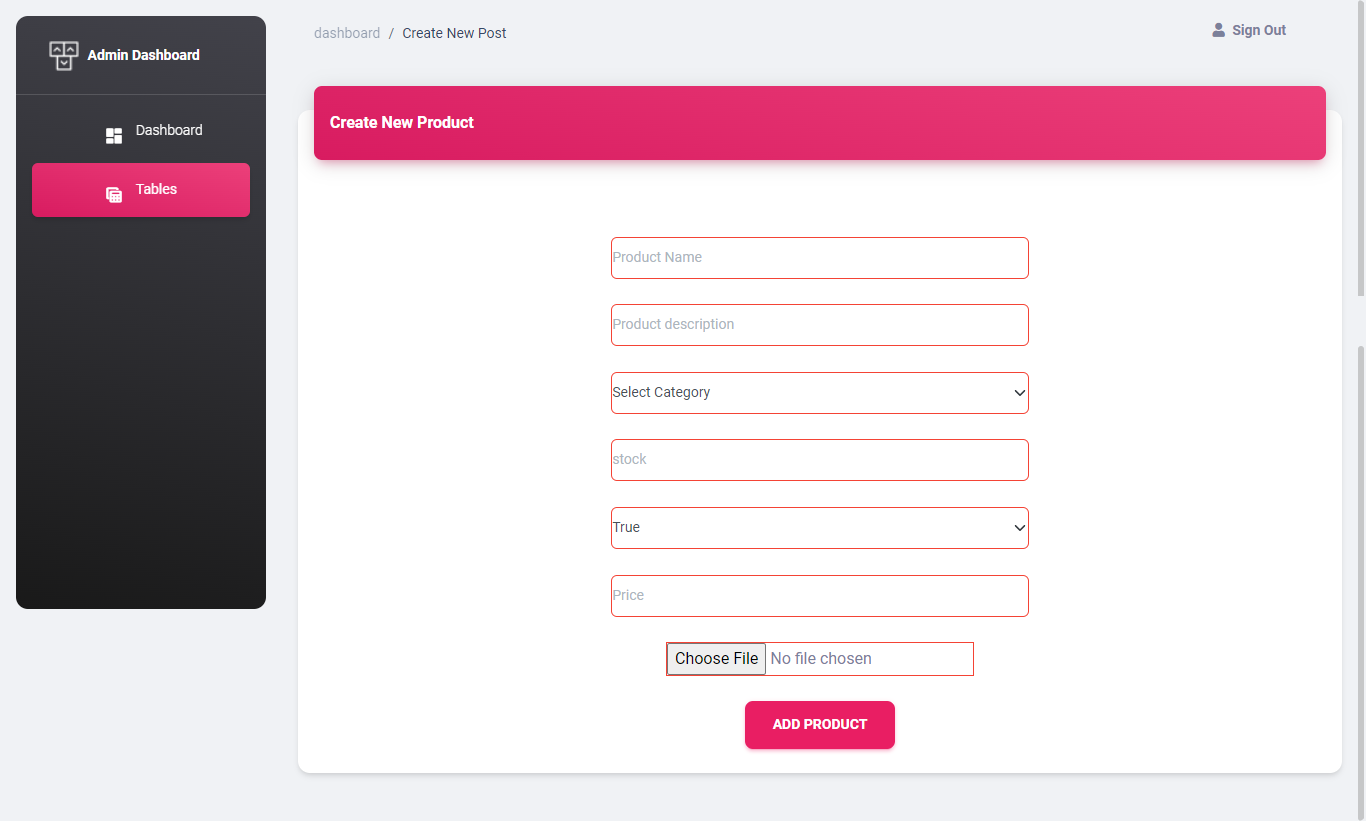 Admin Dashboard
Dashboard
Tables
dashboard / Create New Post
Sign Out
Create New Product
Product Name
Product description
Select Category
stock
True
Price
Choose File No file chosen
ADD PRODUCT